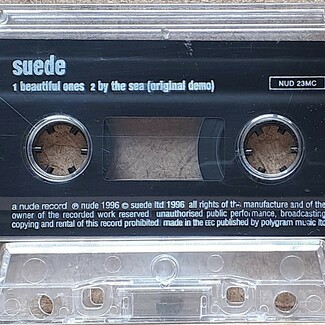 suede
1 beautiful ones 2 by the sea (original demo)
NUD 23MC
a nude record ℗ nude 1996 © suede ltd 1996 all rights of the manufacture and of the
owner of the recorded work reserved unauthorised public performance, broadcasting
copying and rental of this record prohibited made in the EEC published by polygram music ltd